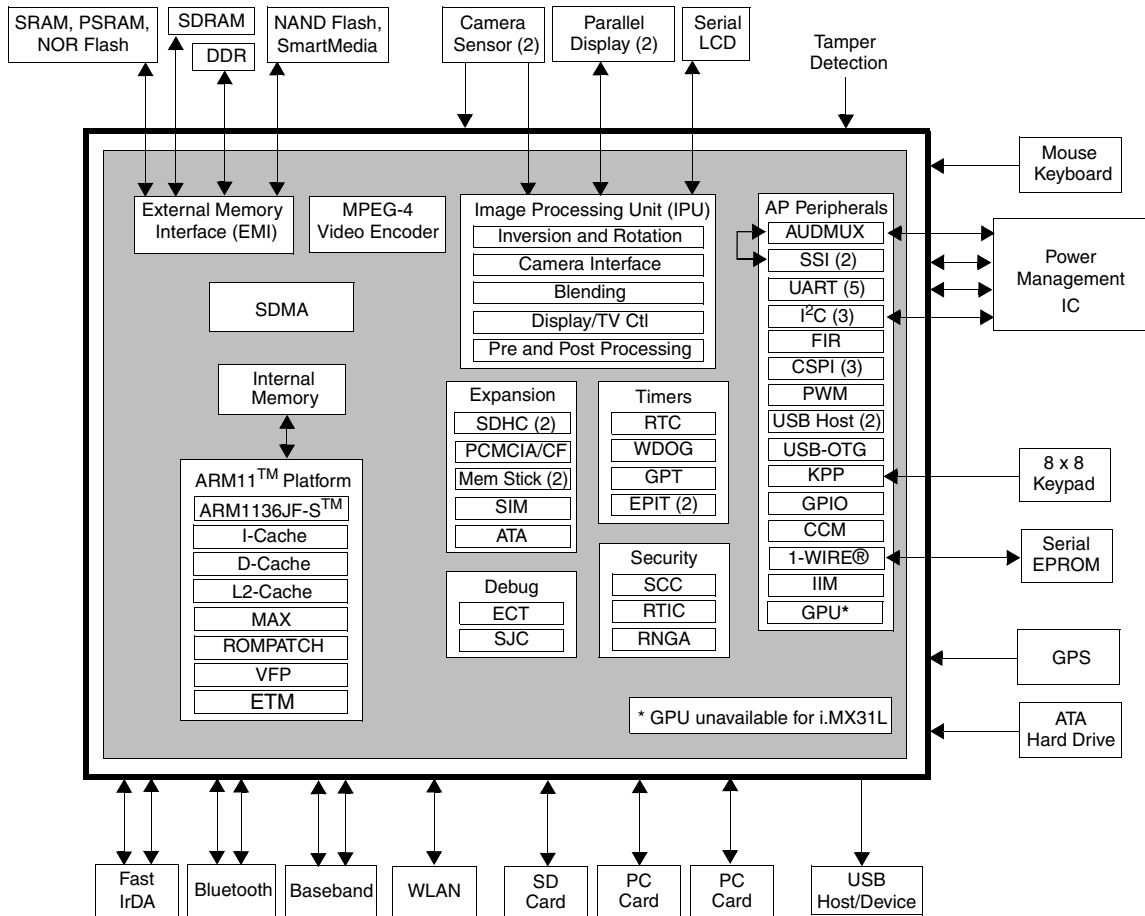 SRAM, PSRAM,
NOR Flash
SDRAM
DDR
NAND Flash,
SmartMedia
Camera
Sensor (2)
Parallel
Display (2)
Serial
LCD
Tamper
Detection
External Memory
Interface (EMI)
MPEG-4
Video Encoder
Image Processing Unit (IPU)
Inversion and Rotation
Camera Interface
Blending
Display/TV Ctl
Pre and Post Processing
AP Peripherals
AUDMUX
SSI (2)
UART (5)
I²C (3)
FIR
CSPI (3)
PWM
USB Host (2)
USB-OTG
KPP
GPIO
CCM
1-WIRE®
IIM
GPU*
Mouse
Keyboard
Power
Management
IC
8 x 8
Keypad
Serial
EPROM
GPS
ATA
Hard Drive
SDMA
Internal
Memory
ARM11™ Platform
ARM1136JF-S™
I-Cache
D-Cache
L2-Cache
MAX
ROMPATCH
VFP
ETM
Expansion
SDHC (2)
PCMCIA/CF
Mem Stick (2)
SIM
ATA
Timers
RTC
WDOG
GPT
EPIT (2)
Debug
ECT
SJC
Security
SCC
RTIC
RNGA
* GPU unavailable for i.MX31L
Fast
IrDA
Bluetooth
Baseband
WLAN
SD
Card
PC
Card
PC
Card
USB
Host/Device